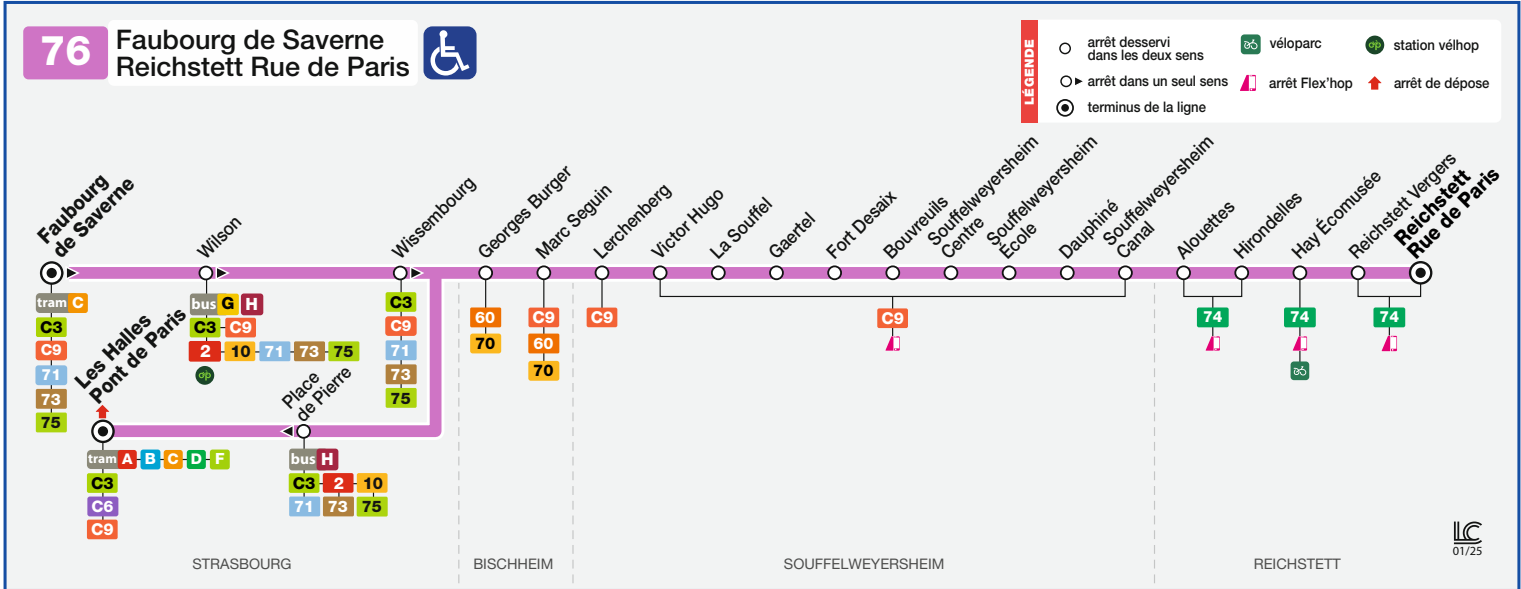 76
Faubourg de Saverne
Reichstett Rue de Paris
LÉGENDE
arrêt desservi
dans les deux sens
arrêt dans un seul sens
terminus de la ligne
véloparc
arrêt Flex'hop
station vélhop
arrêt de dépose
Faubourg
de Saverne
Wilson
Wissembourg
Georges Burger
Marc Seguin
Lerchenberg
Victor Hugo
La Souffel
Gaertel
Fort Desaix
Bouvreuils
Souffelweyersheim
Centre
Souffelweyersheim
Ecole
Dauphiné
Souffelweyersheim
Canal
Alouettes
Hirondelles
Hay Écomusée
Reichstett Vergers
Reichstett
Rue de Paris
tram C
C3
C9
71
73
75
bus G H
C3 C9
2 10 71 73 75
C3
C9
71
73
75
60
70
C9
60
70
C9
C9
74
74
74
Les Halles
Pont de Paris
Place
de Pierre
tram A B C D F
C3
C6
C9
bus H
C3 2 10
71 73 75
STRASBOURG
BISCHHEIM
SOUFFELWEYERSHEIM
REICHSTETT
LC
01/25